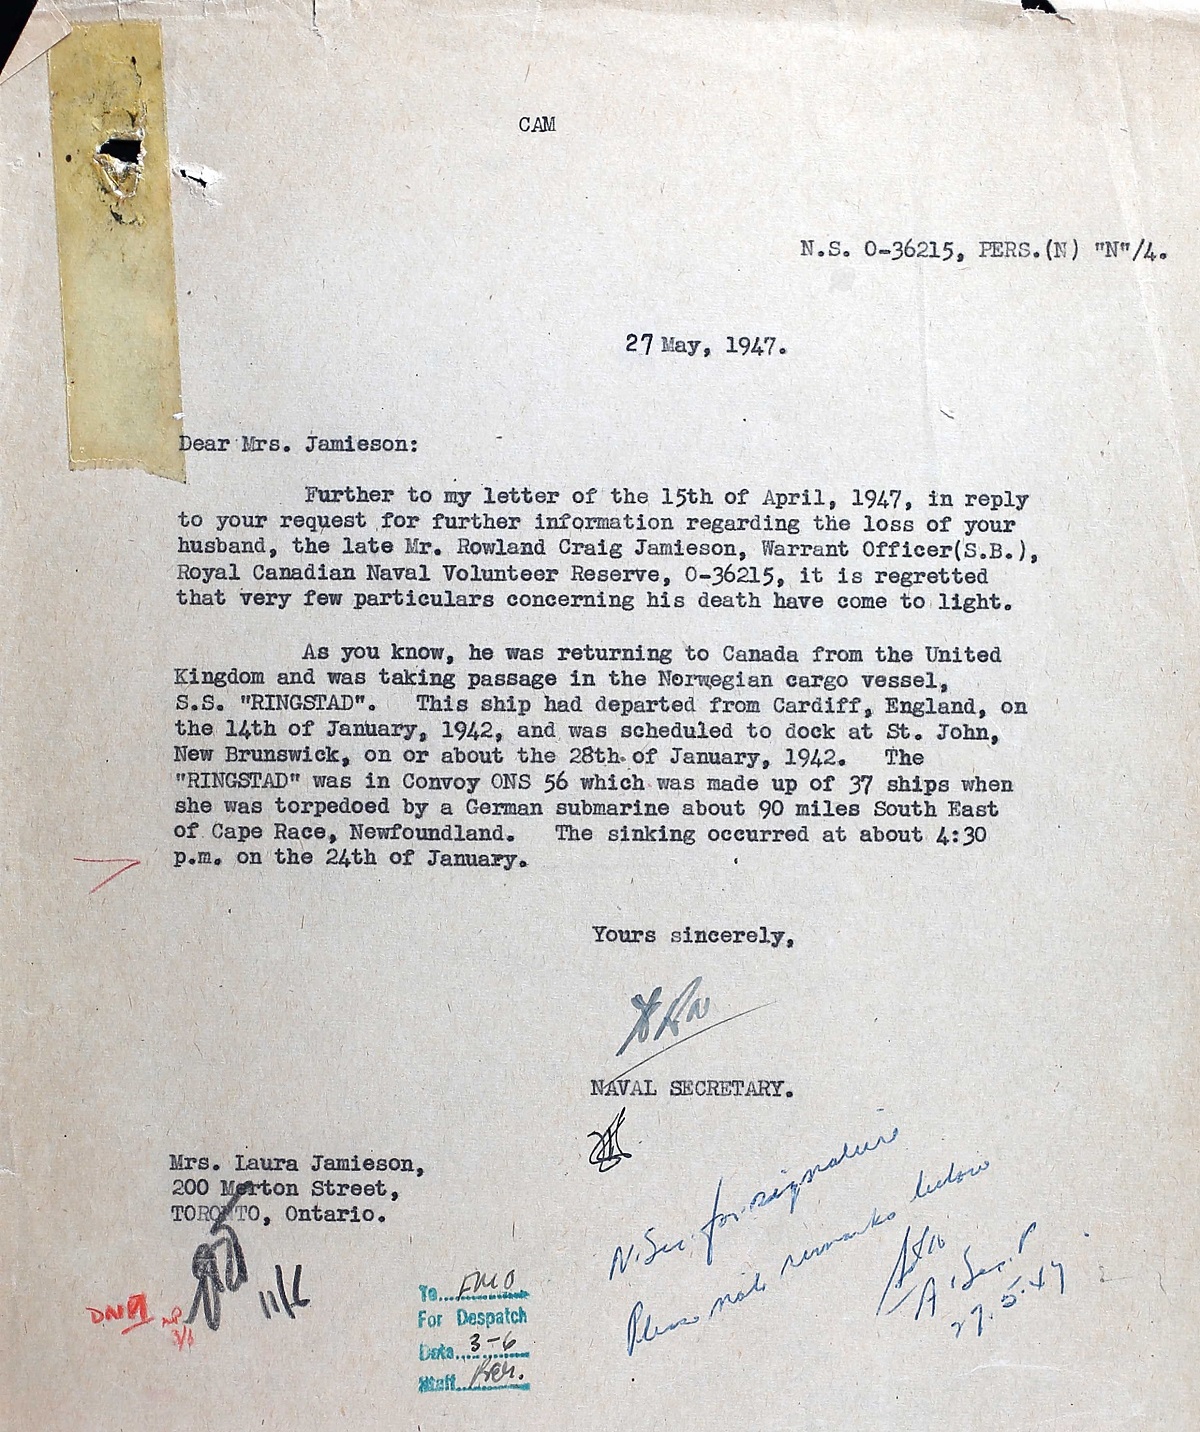 CAM
N.S. O-36215, PERS.(N) "N"/4.
27 May, 1947.
Dear Mrs. Jamieson:
Further to my letter of the 15th of April, 1947, in reply
to your request for further information regarding the loss of your
husband, the late Mr. Rowland Craig Jamieson, Warrant Officer(S.B.),
Royal Canadian Naval Volunteer Reserve, O-36215, it is regretted
that very few particulars concerning his death have come to light.
As you know, he was returning to Canada from the United
Kingdom and was taking passage in the Norwegian cargo vessel,
S.S. "RINGSTAD". This ship had departed from Cardiff, England, on
the 14th of January, 1942, and was scheduled to dock at St. John,
New Brunswick, on or about the 28th of January, 1942. The
"RINGSTAD" was in Convoy ONS 56 which was made up of 37 ships when
she was torpedoed by a German submarine about 90 miles South East
of Cape Race, Newfoundland. The sinking occurred at about 4:30
p.m. on the 24th of January.
Yours sincerely,
NAVAL SECRETARY.
Mrs. Laura Jamieson,
200 Merton Street,
TORONTO, Ontario.
11/6
N. Sec. for signature
Please note remarks below
A. Sec. P
27.5.47
To....FMO
For Despatch
Date...3-6
Staff
3/6